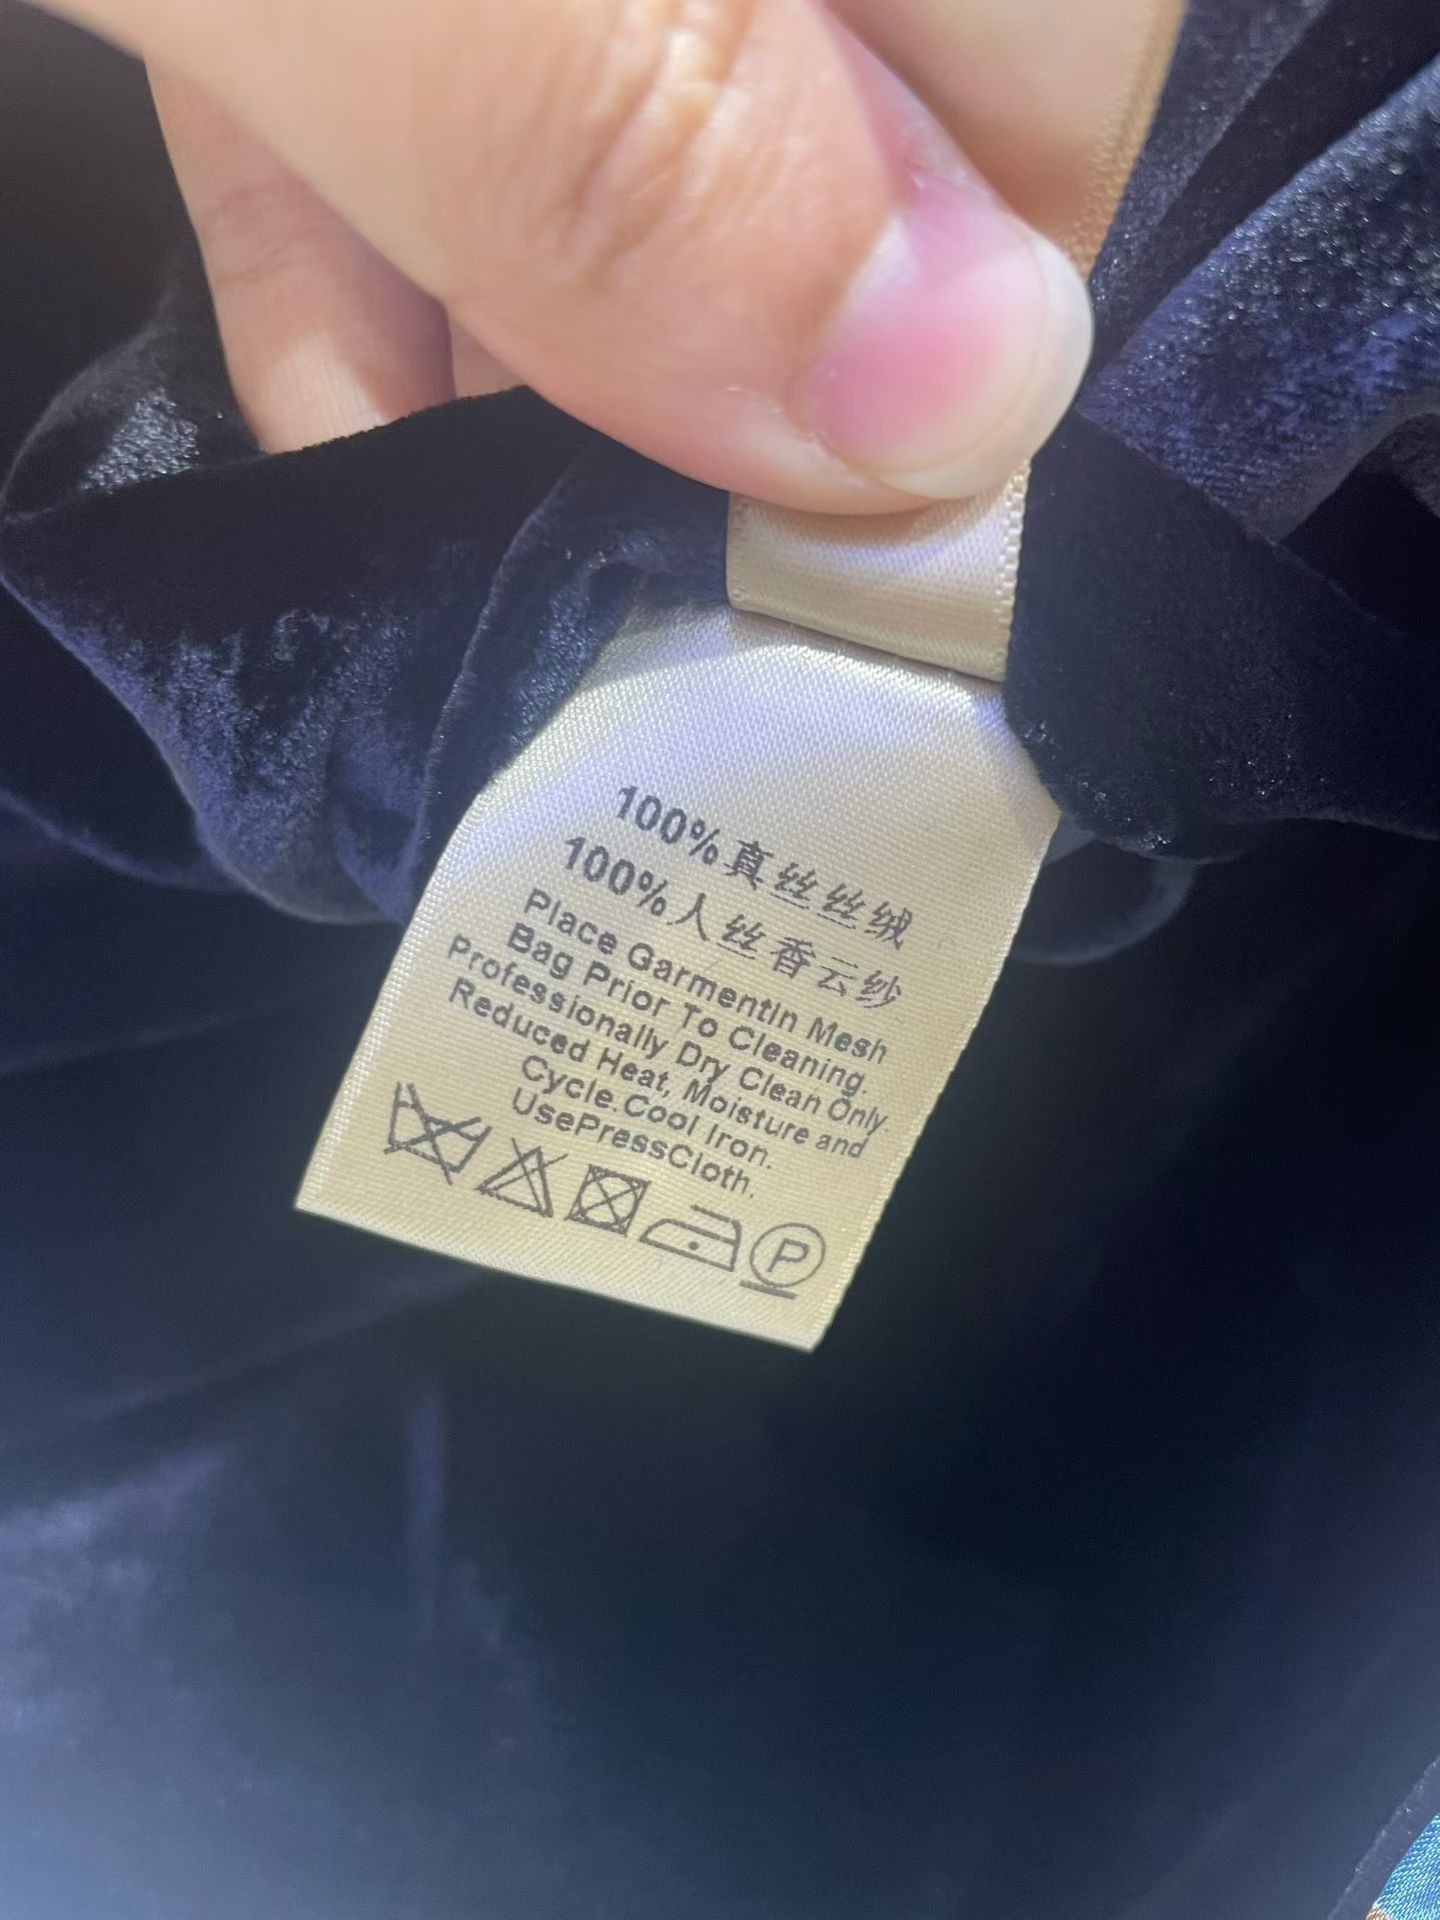 100%真丝丝绒
100%人丝香云纱
Place Garmentin Mesh
Bag Prior To Cleaning.
Professionally Dry Clean Only.
Reduced Heat, Moisture and
Cycle.Cool Iron.
UsePressCloth.
P